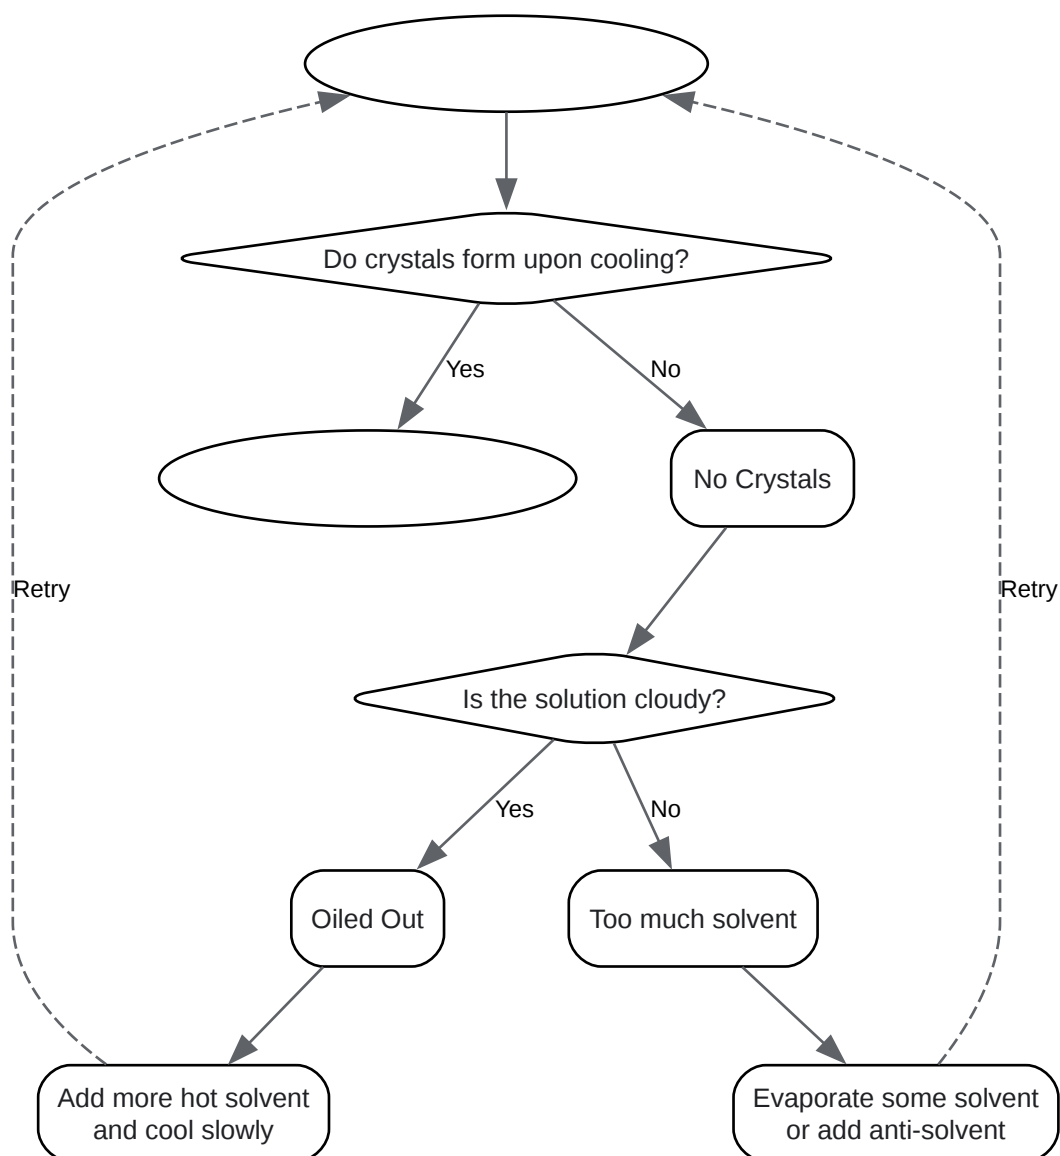 Do crystals form upon cooling?
Yes
No
No Crystals
Retry
Retry
Is the solution cloudy?
Yes
No
Oiled Out
Too much solvent
Add more hot solvent
and cool slowly
Evaporate some solvent
or add anti-solvent